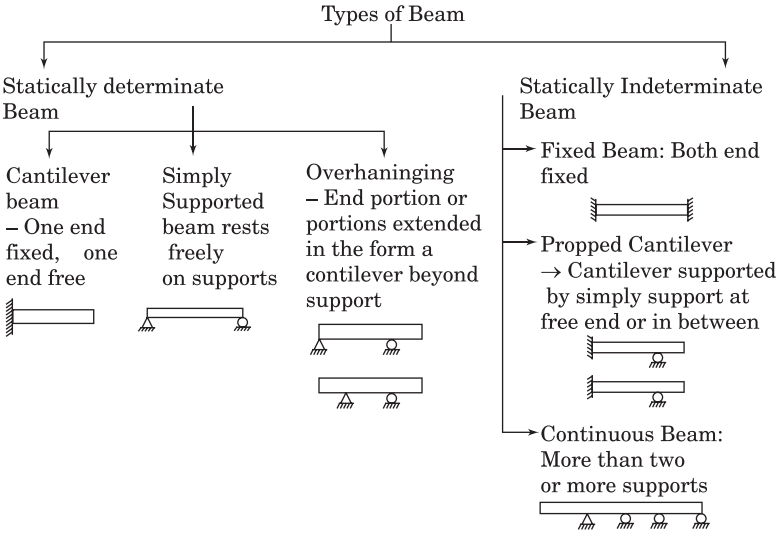 Types of Beam
Statically determinate
Beam
Cantilever
beam
– One end
fixed, one
end free
Simply
Supported
beam rests
freely
on supports
Overhaninging
– End portion or
portions extended
in the form a
contilever beyond
support
Statically Indeterminate
Beam
Fixed Beam: Both end
fixed
Propped Cantilever
→ Cantilever supported
by simply support at
free end or in between
Continuous Beam:
More than two
or more supports